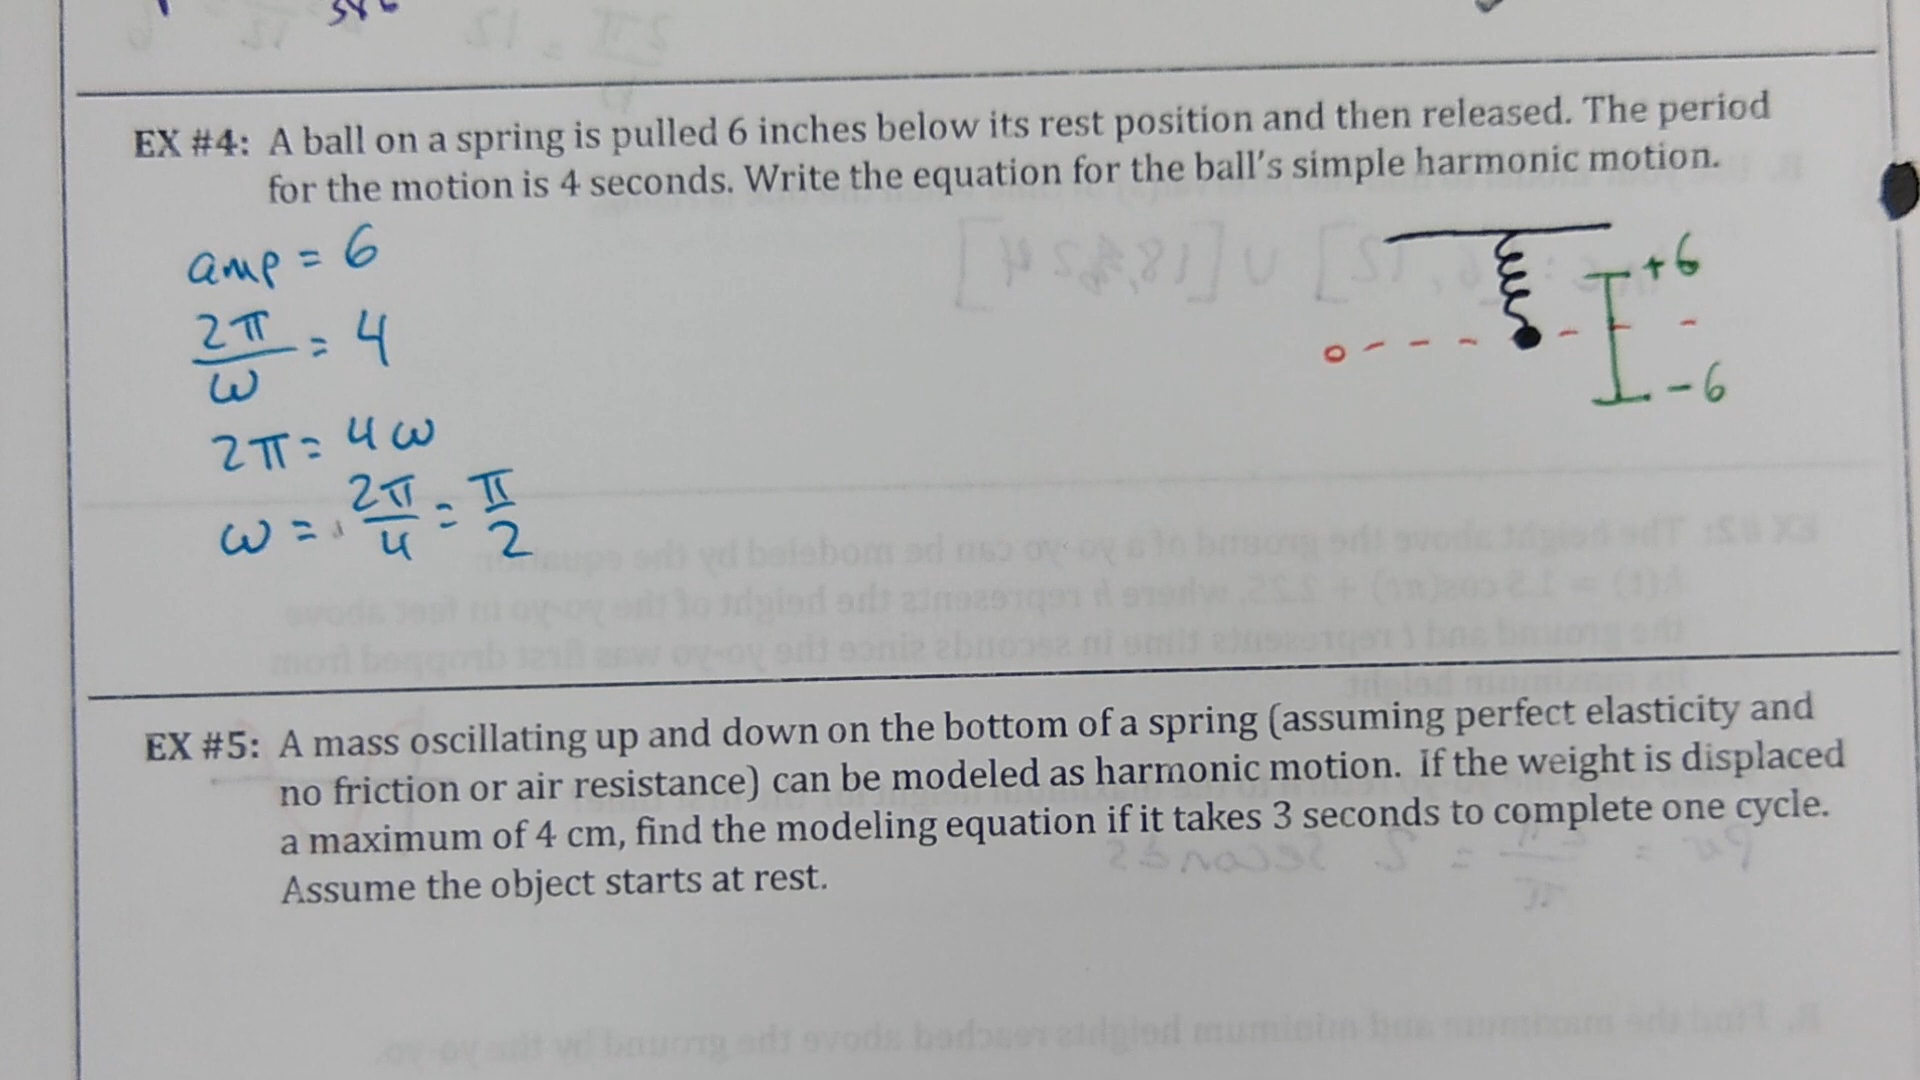 EX #4: A ball on a spring is pulled 6 inches below its rest position and then released. The period
for the motion is 4 seconds. Write the equation for the ball's simple harmonic motion.
amp = 6
2π/ω = 4
2π = 4ω
ω = 2π/4 = π/2
+6
0
-6
EX #5: A mass oscillating up and down on the bottom of a spring (assuming perfect elasticity and
no friction or air resistance) can be modeled as harmonic motion. If the weight is displaced
a maximum of 4 cm, find the modeling equation if it takes 3 seconds to complete one cycle.
Assume the object starts at rest.